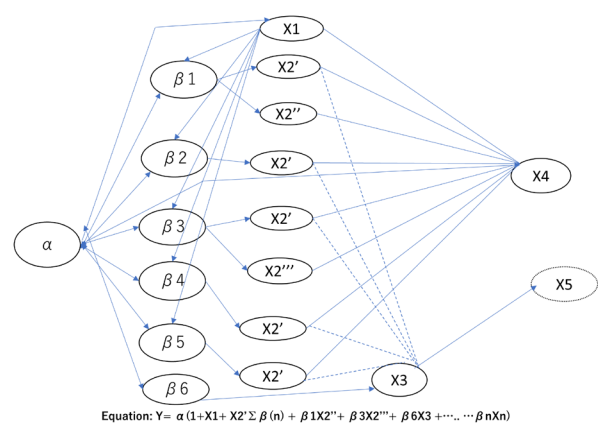 X1
X2′
β 1
X2′′
β 2
X2′
X4
X2′
β 3
α
X2′′′
β 4
X5
X2′
β 5
X2′
X3
β 6
Equation: Y= α (1+X1+ X2'Σ β (n) + β 1X2''+ β 3X2'''+ β 6X3 +⋯.. ⋯ β nXn)